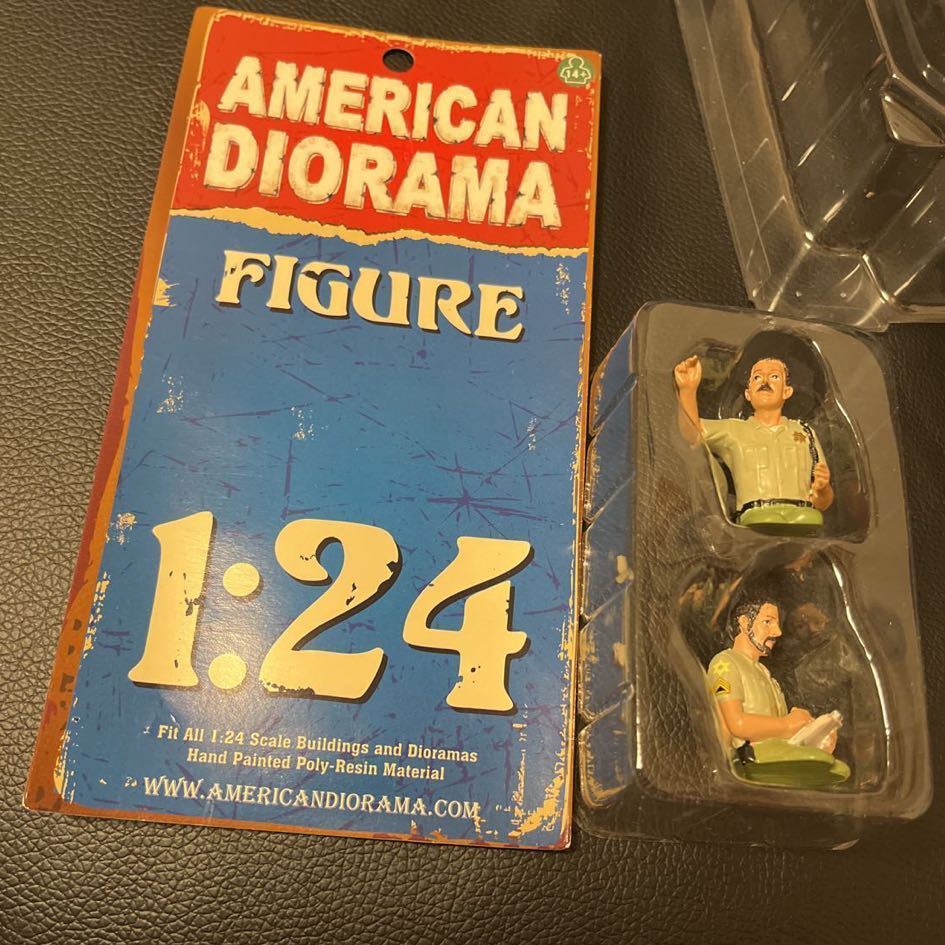 14+
AMERICAN
DIORAMA
FIGURE
1:24
Fit All 1:24 Scale Buildings and Dioramas
Hand Painted Poly-Resin Material
WWW.AMERICANDIORAMA.COM